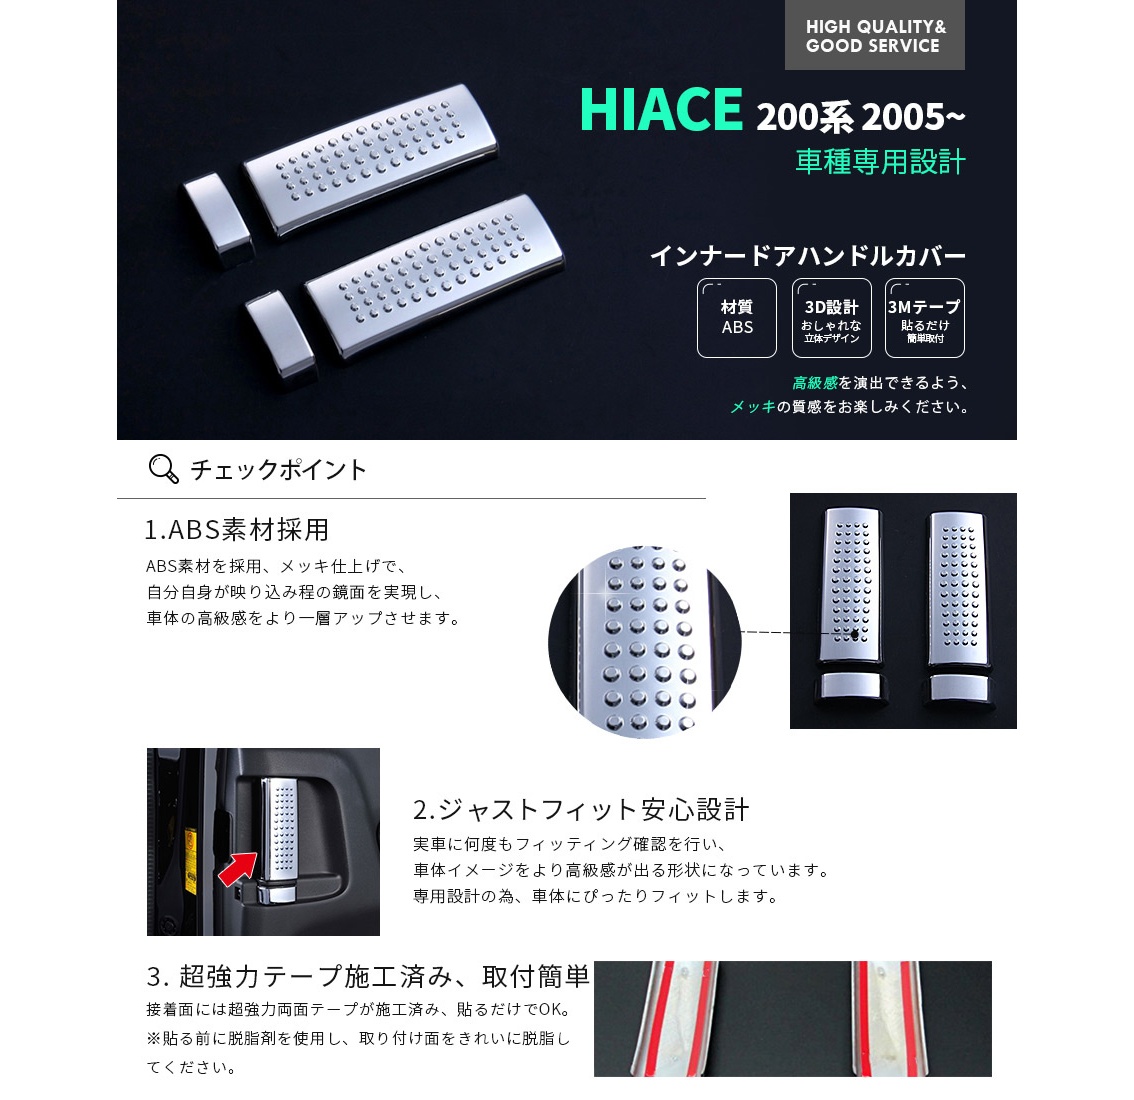 HIGH QUALITY&
GOOD SERVICE
HIACE 200系 2005~
車種専用設計
インナードアハンドルカバー
材質
ABS
3D設計
おしゃれな
立体デザイン
3Mテープ
貼るだけ
簡単取付
高級感を演出できるよう、
メッキの質感をお楽しみください。
チェックポイント
1.ABS素材採用
ABS素材を採用、メッキ仕上げで、
自分自身が映り込み程の鏡面を実現し、
車体の高級感をより一層アップさせます。
2.ジャストフィット安心設計
実車に何度もフィッティング確認を行い、
車体イメージをより高級感が出る形状になっています。
専用設計の為、車体にぴったりフィットします。
3. 超強力テープ施工済み、取付簡単
接着面には超強力両面テープが施工済み、貼るだけでOK。
※貼る前に脱脂剤を使用し、取り付け面をきれいに脱脂し
てください。